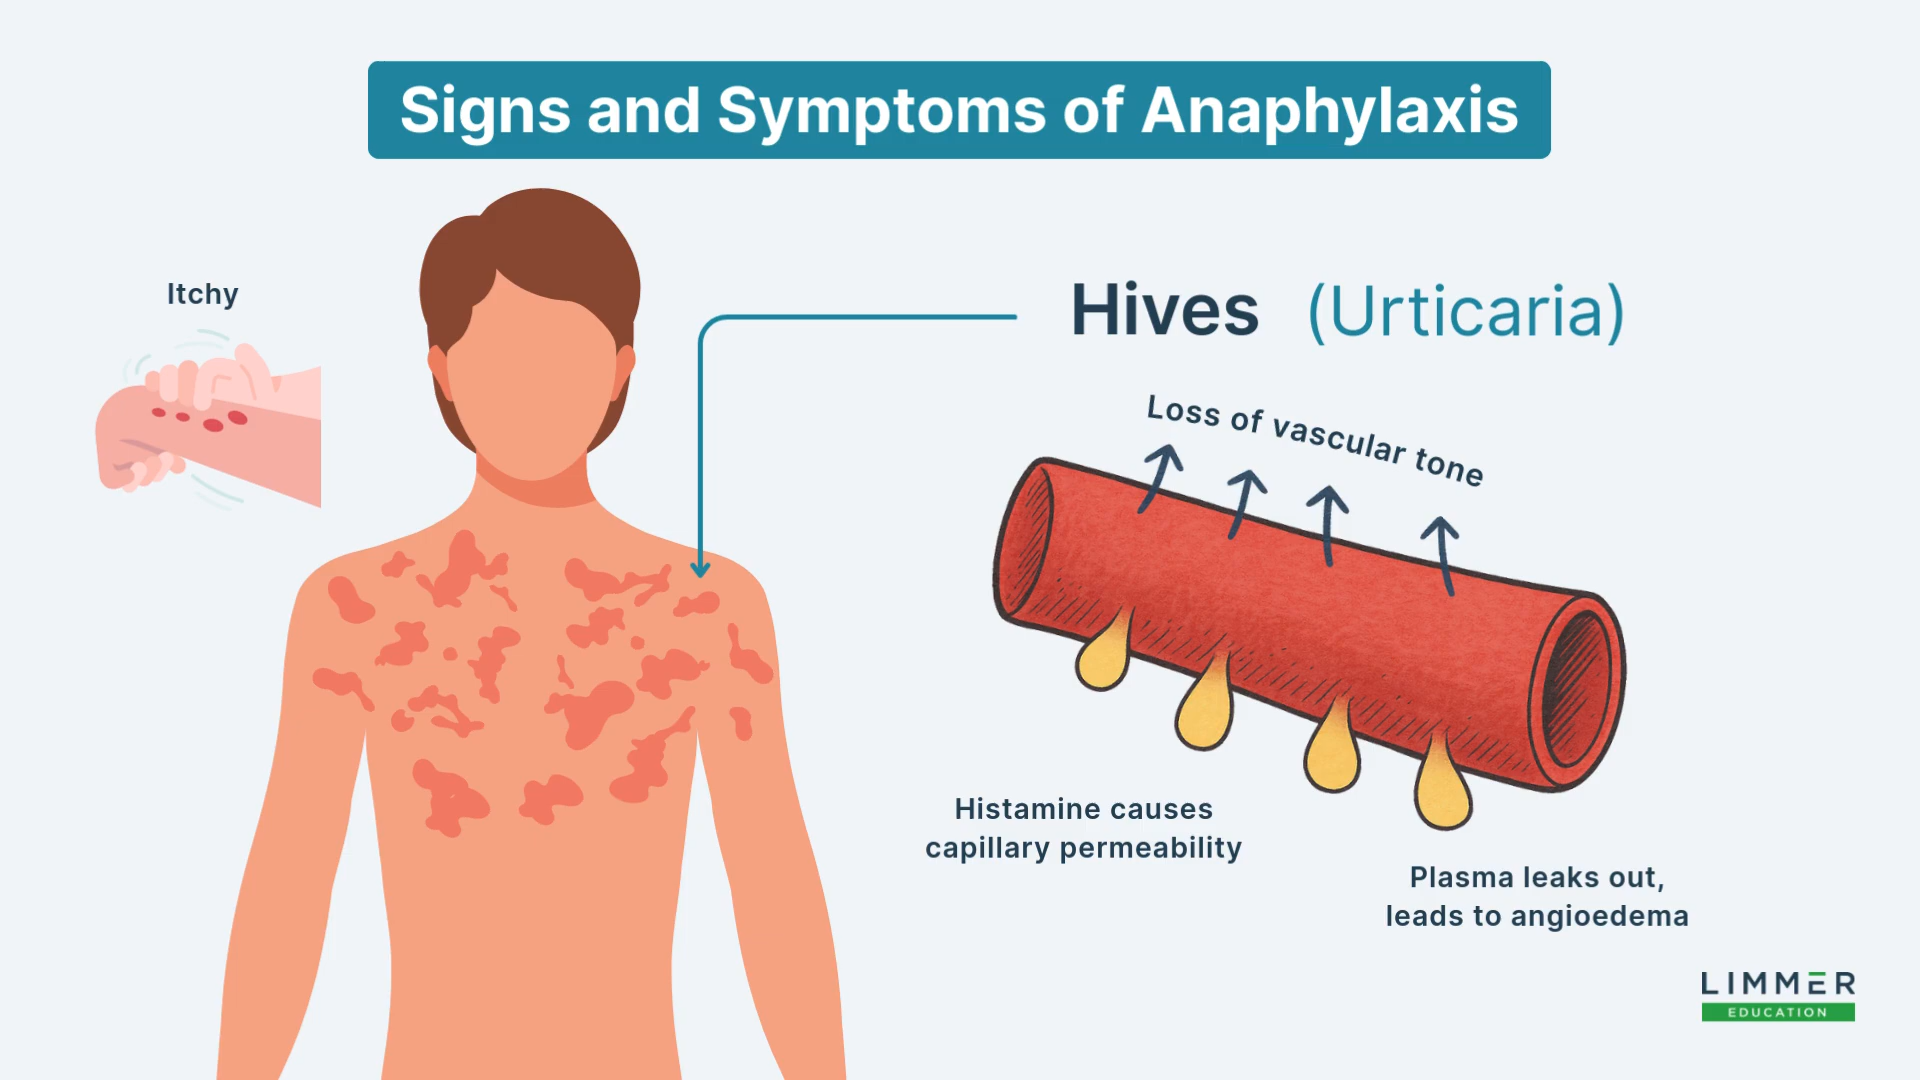 Signs and Symptoms of Anaphylaxis
Itchy
Hives (Urticaria)
Loss of vascular tone
Histamine causes
capillary permeability
Plasma leaks out,
leads to angioedema
LIMMER
EDUCATION